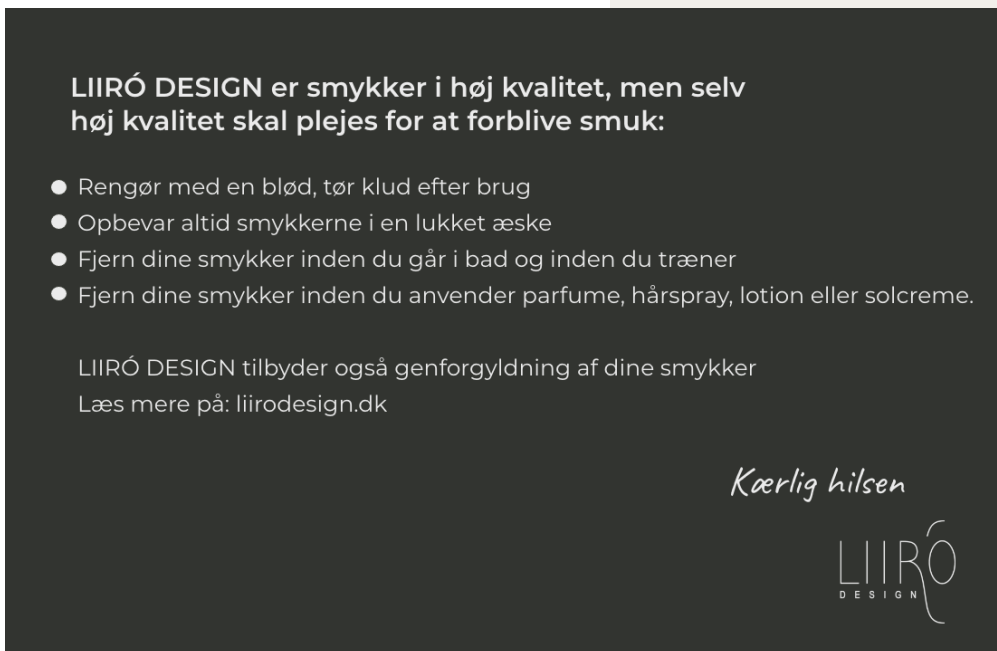 LIIRÓ DESIGN er smykker i høj kvalitet, men selv
høj kvalitet skal plejes for at forblive smuk:
Rengør med en blød, tør klud efter brug
Opbevar altid smykkerne i en lukket æske
Fjern dine smykker inden du går i bad og inden du træner
Fjern dine smykker inden du anvender parfume, hårspray, lotion eller solcreme.
LIIRÓ DESIGN tilbyder også genforgyldning af dine smykker
Læs mere på: liirodesign.dk
Kærlig hilsen
LIIRÓ
DESIGN